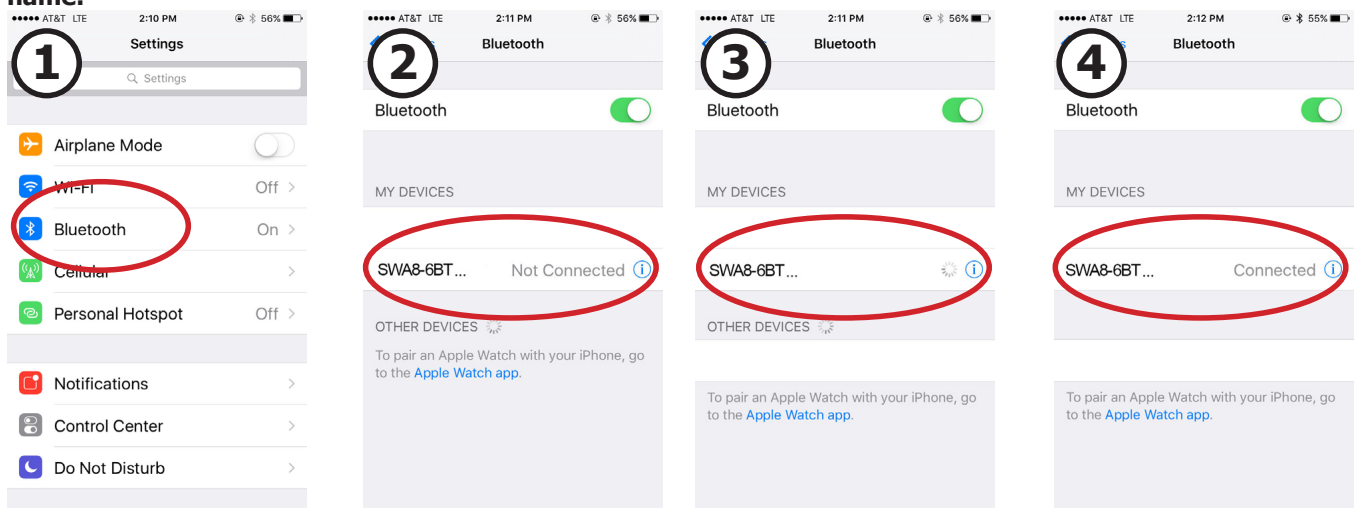 name.
AT&T LTE 2:10 PM 56%
1
Settings
Settings
Airplane Mode
Wi-Fi Off
Bluetooth On
Cellular
Personal Hotspot Off
Notifications
Control Center
Do Not Disturb
AT&T LTE 2:11 PM 56%
2
Bluetooth
Bluetooth
MY DEVICES
SWA8-6BT... Not Connected
OTHER DEVICES
To pair an Apple Watch with your iPhone, go
to the Apple Watch app.
AT&T LTE 2:11 PM 56%
3
Bluetooth
Bluetooth
MY DEVICES
SWA8-6BT...
OTHER DEVICES
To pair an Apple Watch with your iPhone, go
to the Apple Watch app.
AT&T LTE 2:12 PM 55%
4
Bluetooth
Bluetooth
MY DEVICES
SWA8-6BT... Connected
To pair an Apple Watch with your iPhone, go
to the Apple Watch app.